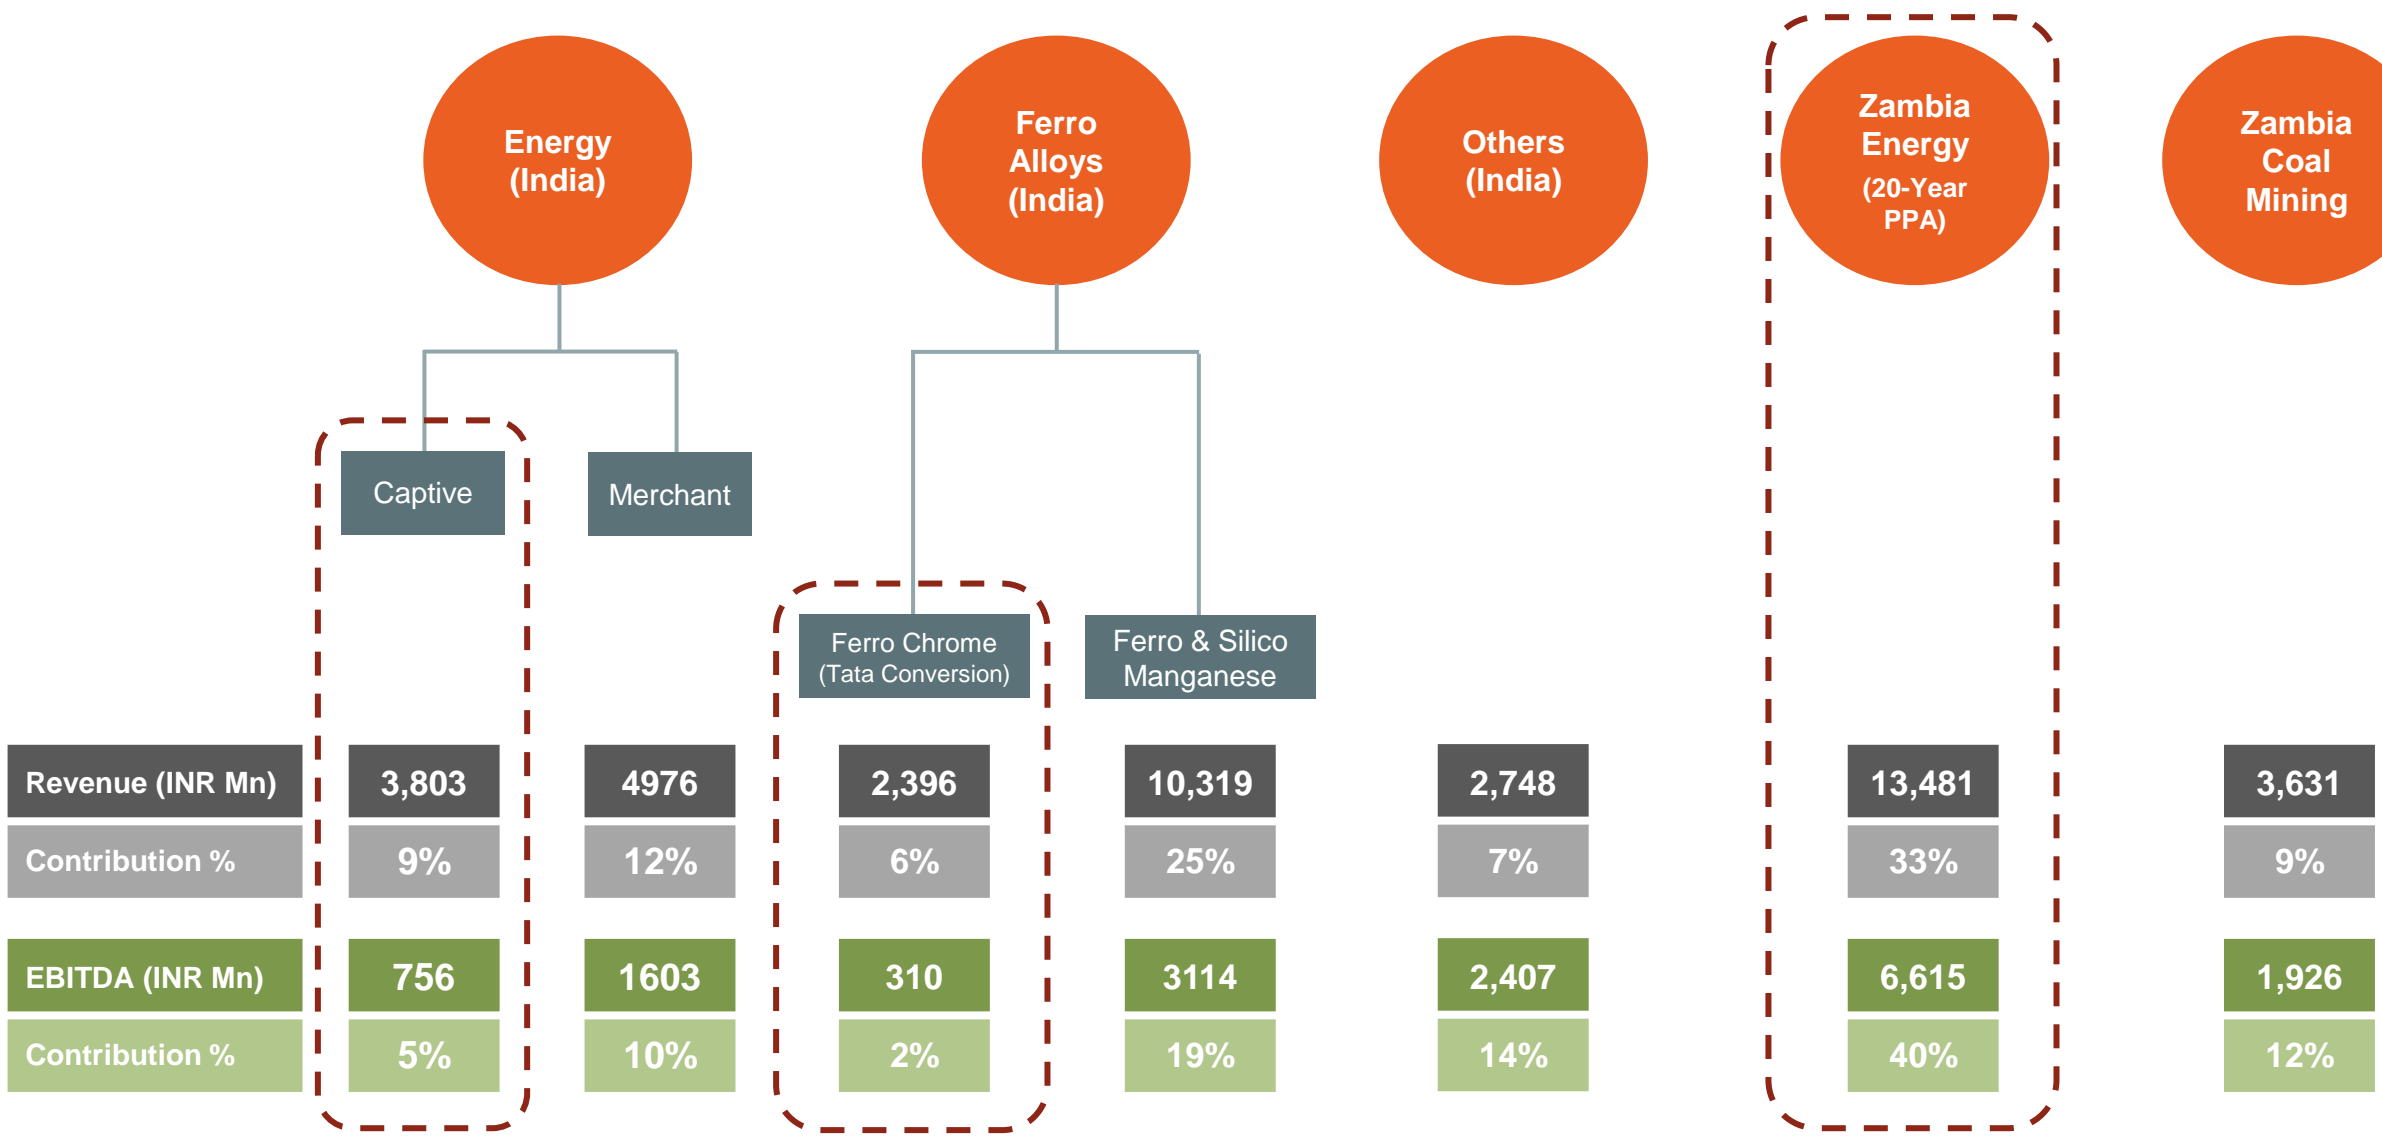 Energy
(India)
Ferro
Alloys
(India)
Others
(India)
Zambia
Energy
(20-Year
PPA)
Zambia
Coal
Mining
Captive
Merchant
Ferro Chrome
(Tata Conversion)
Ferro & Silico
Manganese
Revenue (INR Mn) 3,803 4976 2,396 10,319 2,748 13,481 3,631
Contribution % 9% 12% 6% 25% 7% 33% 9%
EBITDA (INR Mn) 756 1603 310 3114 2,407 6,615 1,926
Contribution % 5% 10% 2% 19% 14% 40% 12%